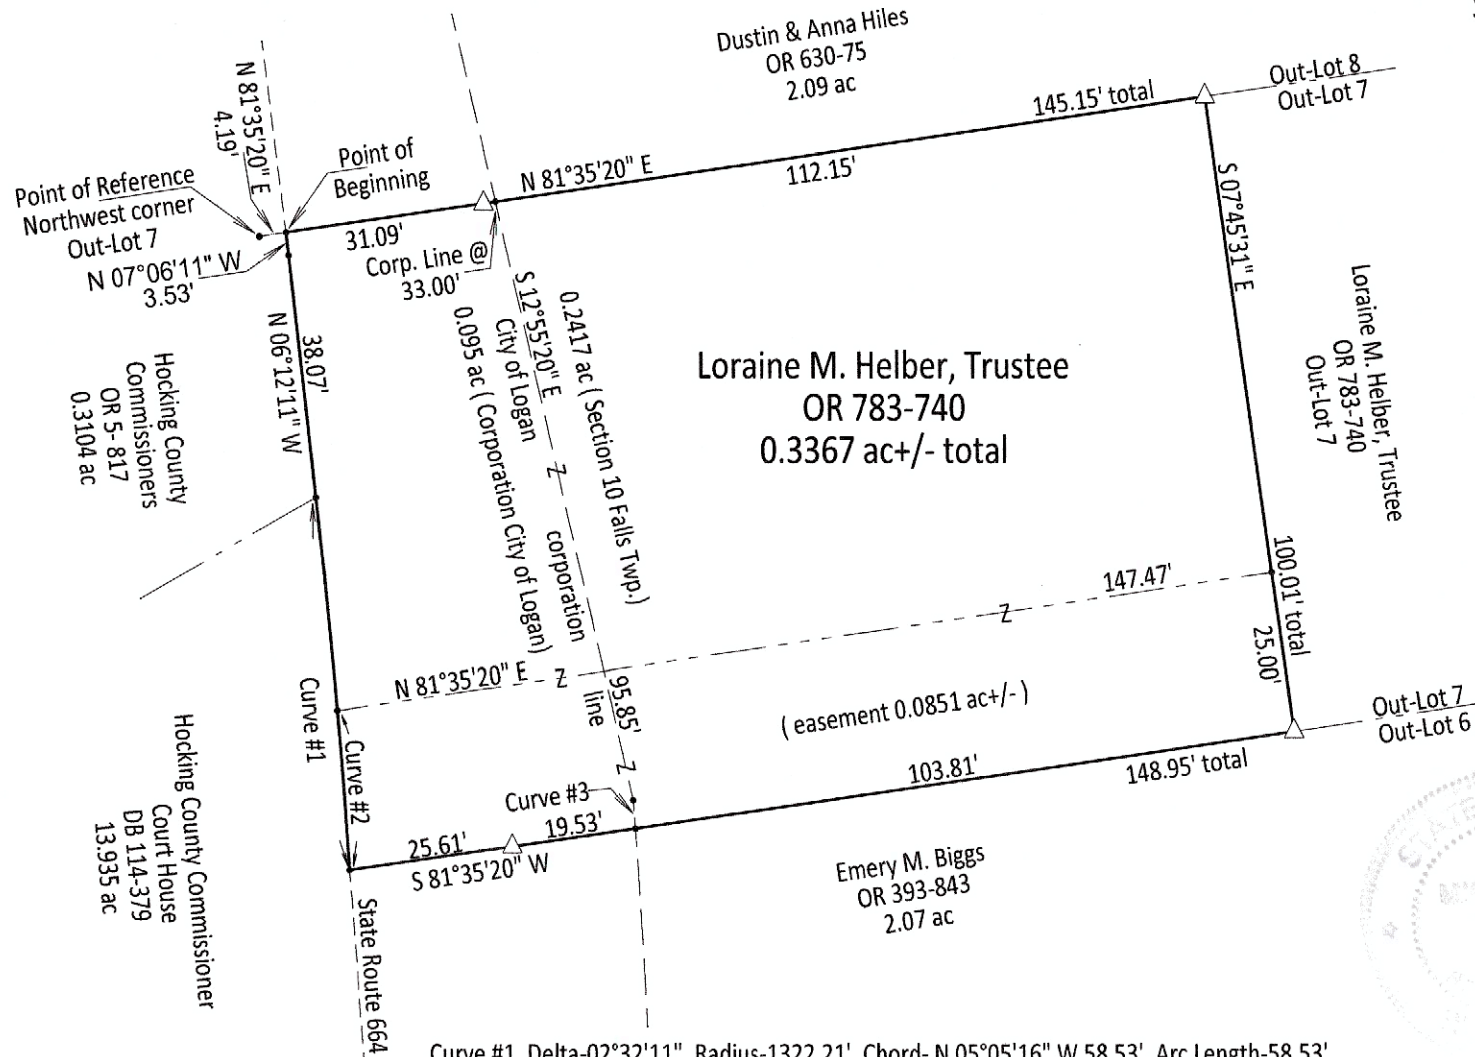 Dustin & Anna Hiles
OR 630-75
2.09 ac
145.15' total
Out-Lot 8
Out-Lot 7
N 81°35'20" E
4.19'
Point of Reference
Northwest corner
Out-Lot 7
Point of
Beginning
N 81°35'20" E
112.15'
31.09'
Corp. Line @
33.00'
N 07°06'11" W
3.53'
S 07°45'31" E
38.07'
N 06°12'11" W
Hocking County
Commissioners
OR 5- 817
0.3104 ac
S 12°55'20" E
City of Logan
0.095 ac ( Corporation City of Logan)
0.2417 ac ( Section 10 Falls Twp.)
Z
corporation
line
Loraine M. Helber, Trustee
OR 783-740
0.3367 ac+/- total
Loraine M. Helber, Trustee
OR 783-740
Out-Lot 7
100.01' total
25.00'
147.47'
Z
N 81°35'20" E
Z
95.85'
Z
( easement 0.0851 ac+/- )
Curve #1
Curve #2
Curve #3
Out-Lot 7
Out-Lot 6
103.81'
148.95' total
19.53'
25.61'
S 81°35'20" W
Hocking County Commissioner
Court House
DB 114-379
13.935 ac
Emery M. Biggs
OR 393-843
2.07 ac
State Route 664
STATE
Curve #1 Delta-02°32'11" Radius-1322.21' Chord- N 05°05'16" W 58.53' Arc Length-58.53'